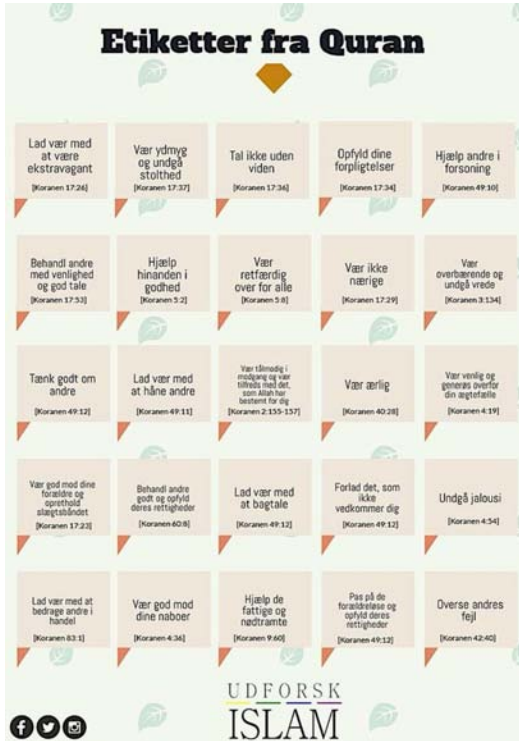 Etiketter fra Quran
Lad vær med
at være
ekstravagant
[Koranen 17:26]
Vær ydmyg
og undgå
stolthed
[Koranen 17:37]
Tal ikke uden
viden
[Koranen 17:36]
Opfyld dine
forpligtelser
[Koranen 17:34]
Hjælp andre i
forsoning
[Koranen 49:10]
Behandl andre
med venlighed
og god tale
[Koranen 17:53]
Hjælp
hinanden i
godhed
[Koranen 5:2]
Vær
retfærdig
over for alle
[Koranen 5:8]
Vær ikke
nærige
[Koranen 17:29]
Vær
overbærende og
undgå vrede
[Koranen 3:134]
Tænk godt om
andre
[Koranen 49:12]
Lad vær med
at håne andre
[Koranen 49:11]
Vær tålmodig i
modgang og vær
tilfreds med det,
som Allah har
bestemt for dig
[Koranen 2:155-157]
Vær ærlig
[Koranen 40:28]
Vær venlig og
generøs overfor
din ægtefælle
[Koranen 4:19]
Vær god mod dine
forældre og
oprethold
slægtsbåndet
[Koranen 17:23]
Behandl andre
godt og opfyld
deres rettigheder
[Koranen 60:8]
Lad vær med
at bagtale
[Koranen 49:12]
Forlad det, som
ikke
vedkommer dig
[Koranen 49:12]
Undgå jalousi
[Koranen 4:54]
Lad vær med at
bedrage andre i
handel
[Koranen 83:1]
Vær god mod
dine naboer
[Koranen 4:36]
Hjælp de
fattige og
nødtramte
[Koranen 9:60]
Pas på de
forældreløse og
opfyld deres
rettigheder
[Koranen 49:12]
Overse andres
fejl
[Koranen 42:40]
UDFORSK
ISLAM